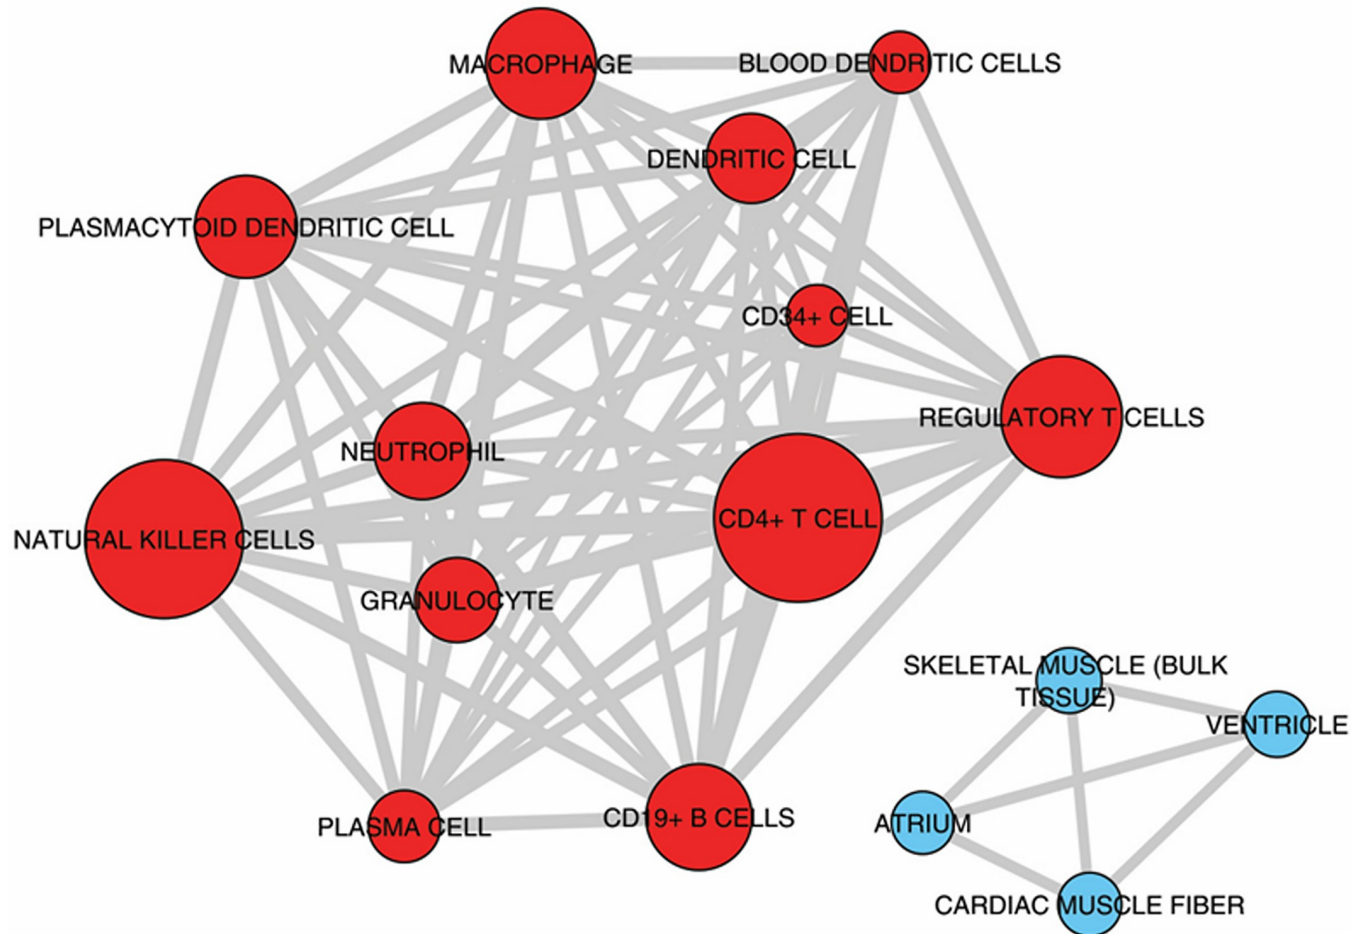 MACROPHAGE
BLOOD DENDRITIC CELLS
DENDRITIC CELL
PLASMACYTOID DENDRITIC CELL
CD34+ CELL
REGULATORY T CELLS
NEUTROPHIL
CD4+ T CELL
NATURAL KILLER CELLS
GRANULOCYTE
SKELETAL MUSCLE (BULK
TISSUE)
VENTRICLE
CD19+ B CELLS
ATRIUM
PLASMA CELL
CARDIAC MUSCLE FIBER